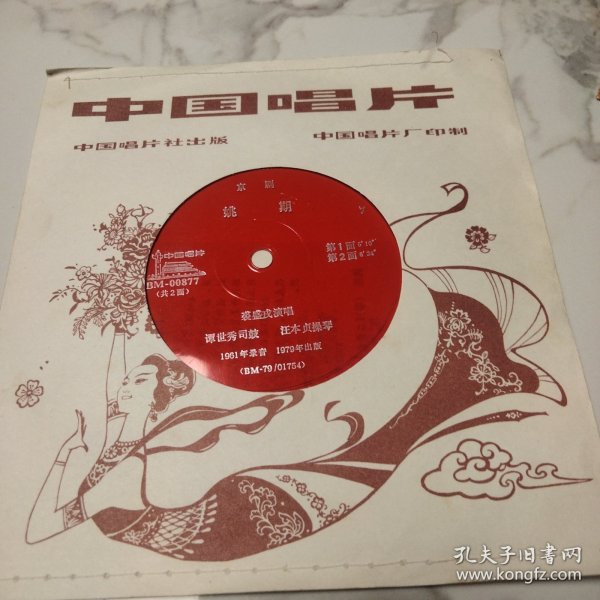 中国唱片
中国唱片社出版
中国唱片厂印制
京剧
姚期
中国唱片
BM-00877
(共2面)
第1面
第2面
裘盛戎演唱
谭世秀司鼓 汪本贞操琴
1961年录音 1979年出版
(BM-79/01754)
孔夫子旧书网
www.kongfz.com